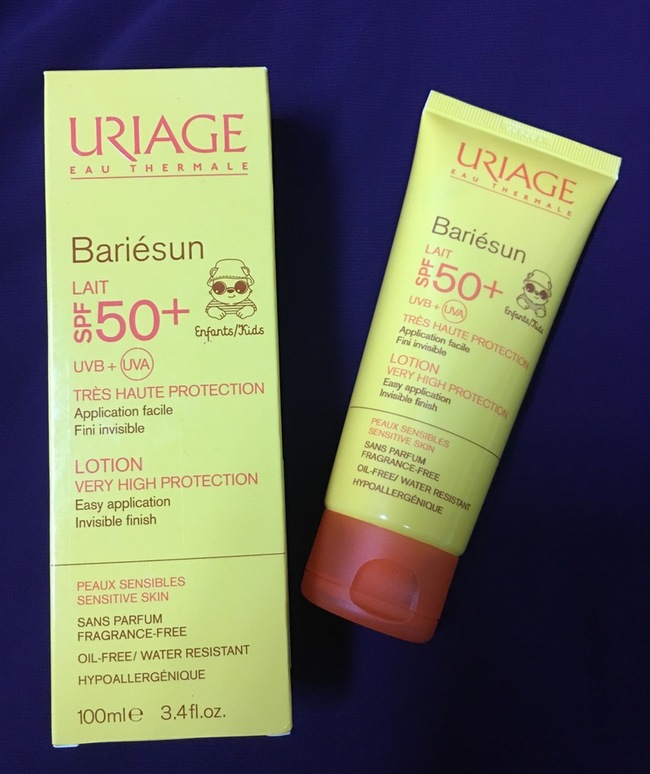 URIAGE
EAU THERMALE
Bariésun
LAIT
SPF 50+
Enfants/Kids
UVB + UVA
TRÈS HAUTE PROTECTION
Application facile
Fini invisible
LOTION
VERY HIGH PROTECTION
Easy application
Invisible finish
PEAUX SENSIBLES
SENSITIVE SKIN
SANS PARFUM
FRAGRANCE-FREE
OIL-FREE/ WATER RESISTANT
HYPOALLERGÉNIQUE
100ml e 3.4fl.oz.
URIAGE
EAU THERMALE
Bariésun
LAIT
SPF 50+
Enfants/Kids
UVB + UVA
TRÈS HAUTE PROTECTION
Application facile
Fini invisible
LOTION
VERY HIGH PROTECTION
Easy application
Invisible finish
PEAUX SENSIBLES
SENSITIVE SKIN
SANS PARFUM
FRAGRANCE-FREE
OIL-FREE/ WATER RESISTANT
HYPOALLERGÉNIQUE